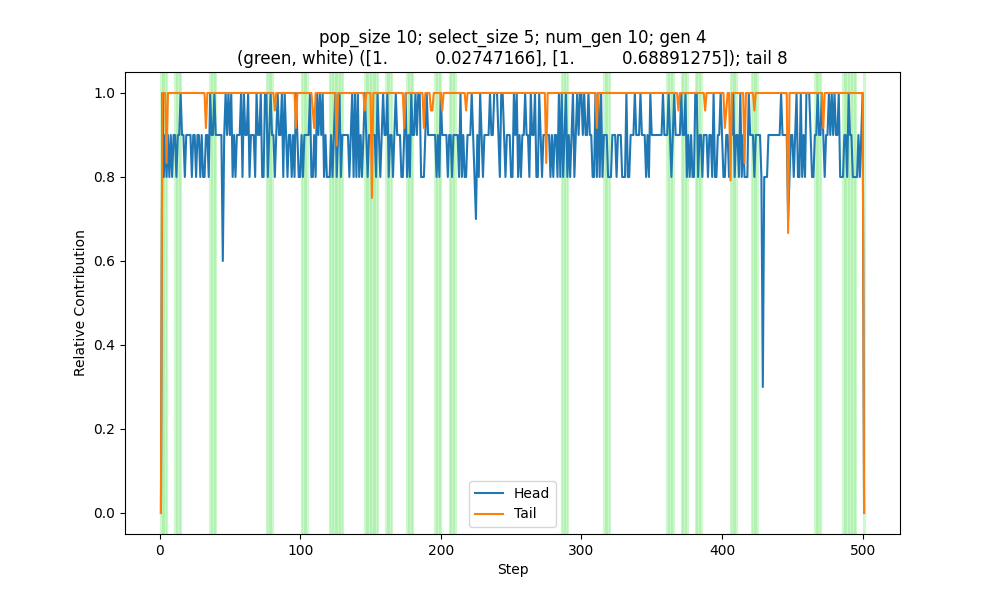 pop_size 10; select_size 5; num_gen 10; gen 4
(green, white) ([1.          0.02747166], [1.          0.68891275]); tail 8
Relative Contribution
1.0
0.8
0.6
0.4
0.2
0.0
Head
Tail
0
100
200
300
400
500
Step